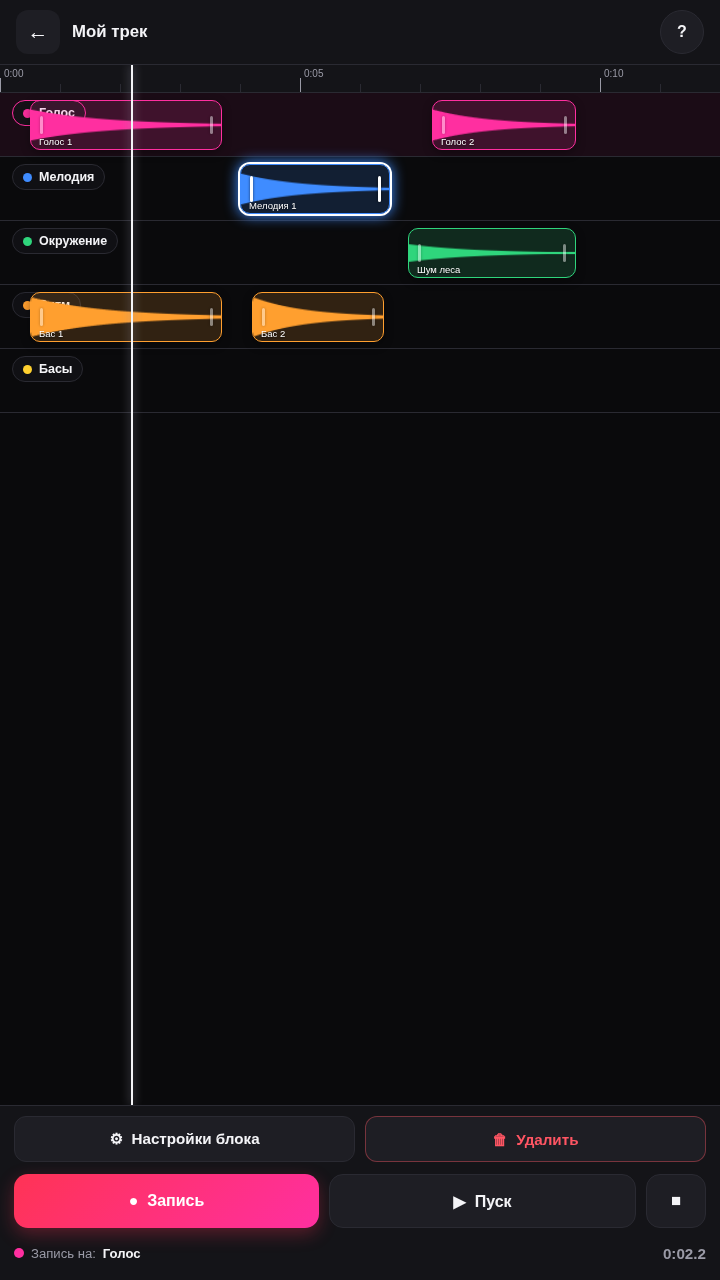 ← Мой трек ?
0:00 0:05 0:10
Голос
Голос 1 Голос 2
Мелодия
Мелодия 1
Окружение
Шум леса
Бас 1 Бас 2
Басы
⚙ Настройки блока 🗑 Удалить
● Запись ▶ Пуск ■
Запись на: Голос 0:02.2